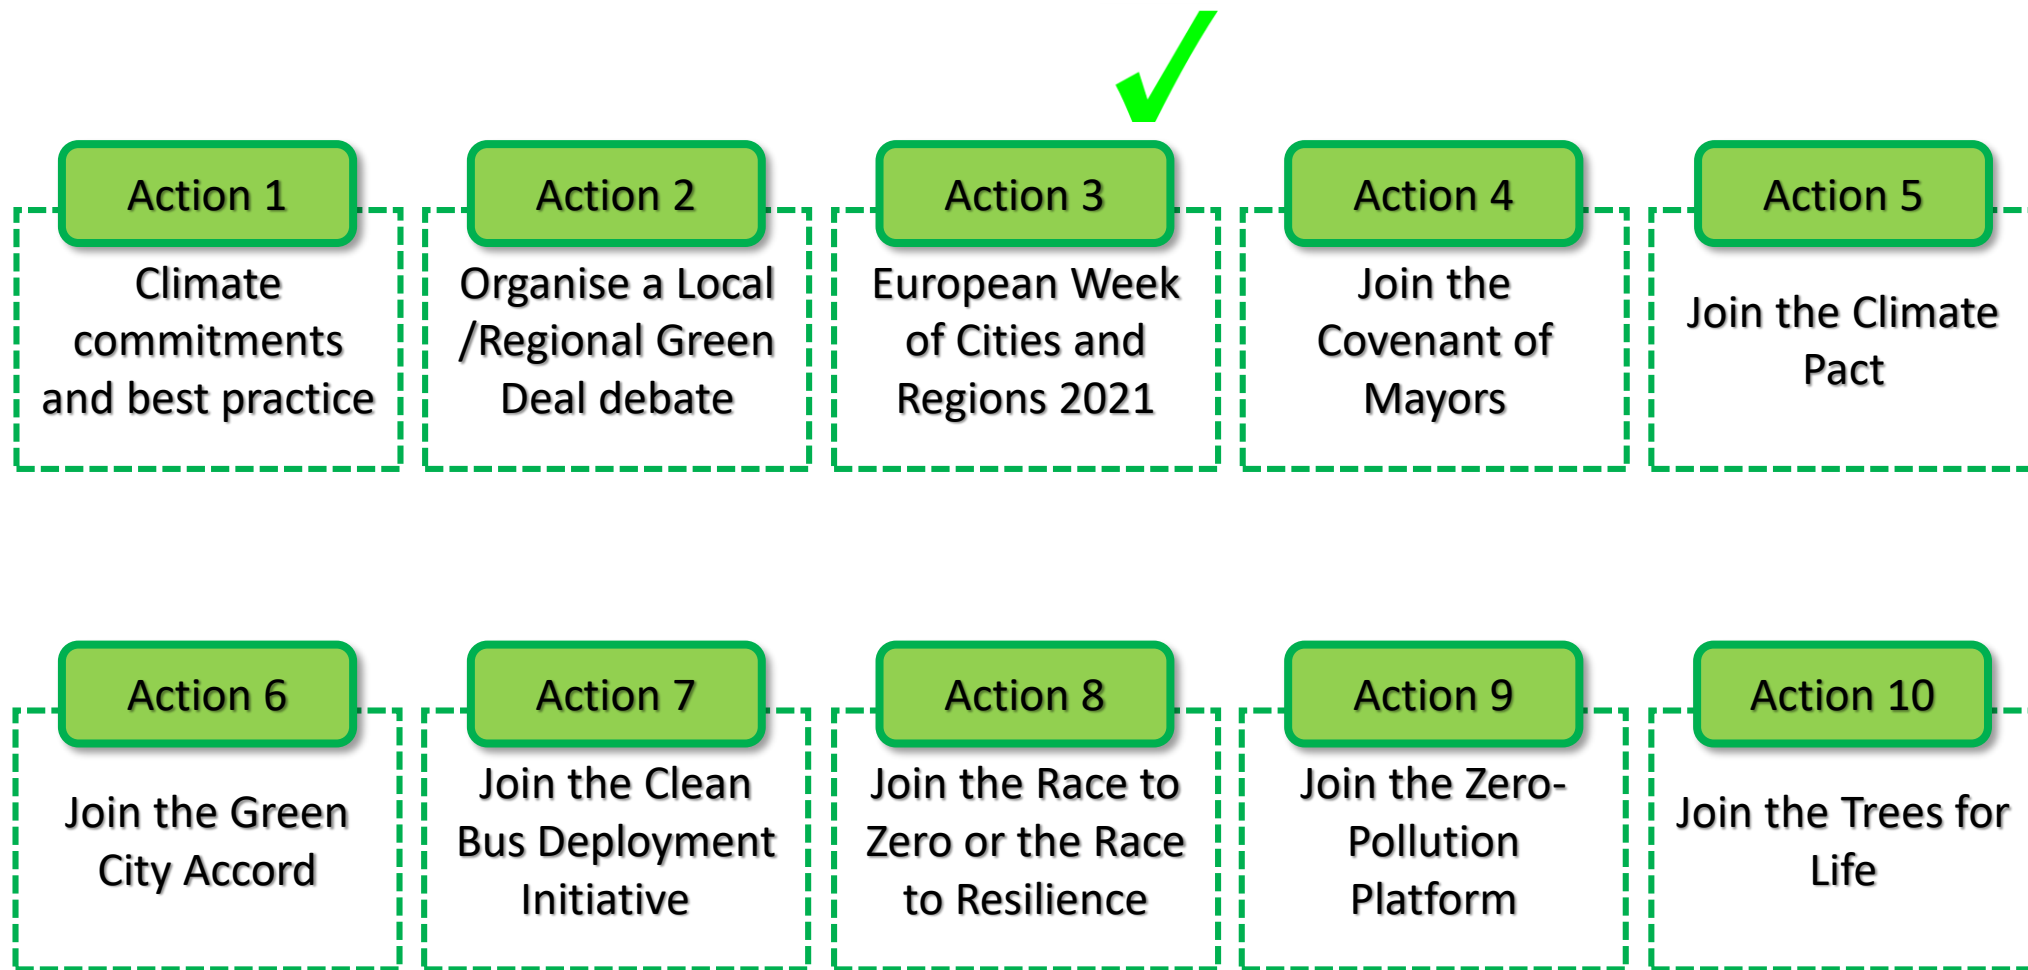 Action 1
Climate
commitments
and best practice
Action 2
Organise a Local
/Regional Green
Deal debate
Action 3
European Week
of Cities and
Regions 2021
Action 4
Join the
Covenant of
Mayors
Action 5
Join the Climate
Pact
Action 6
Join the Green
City Accord
Action 7
Join the Clean
Bus Deployment
Initiative
Action 8
Join the Race to
Zero or the Race
to Resilience
Action 9
Join the Zero-
Pollution
Platform
Action 10
Join the Trees for
Life